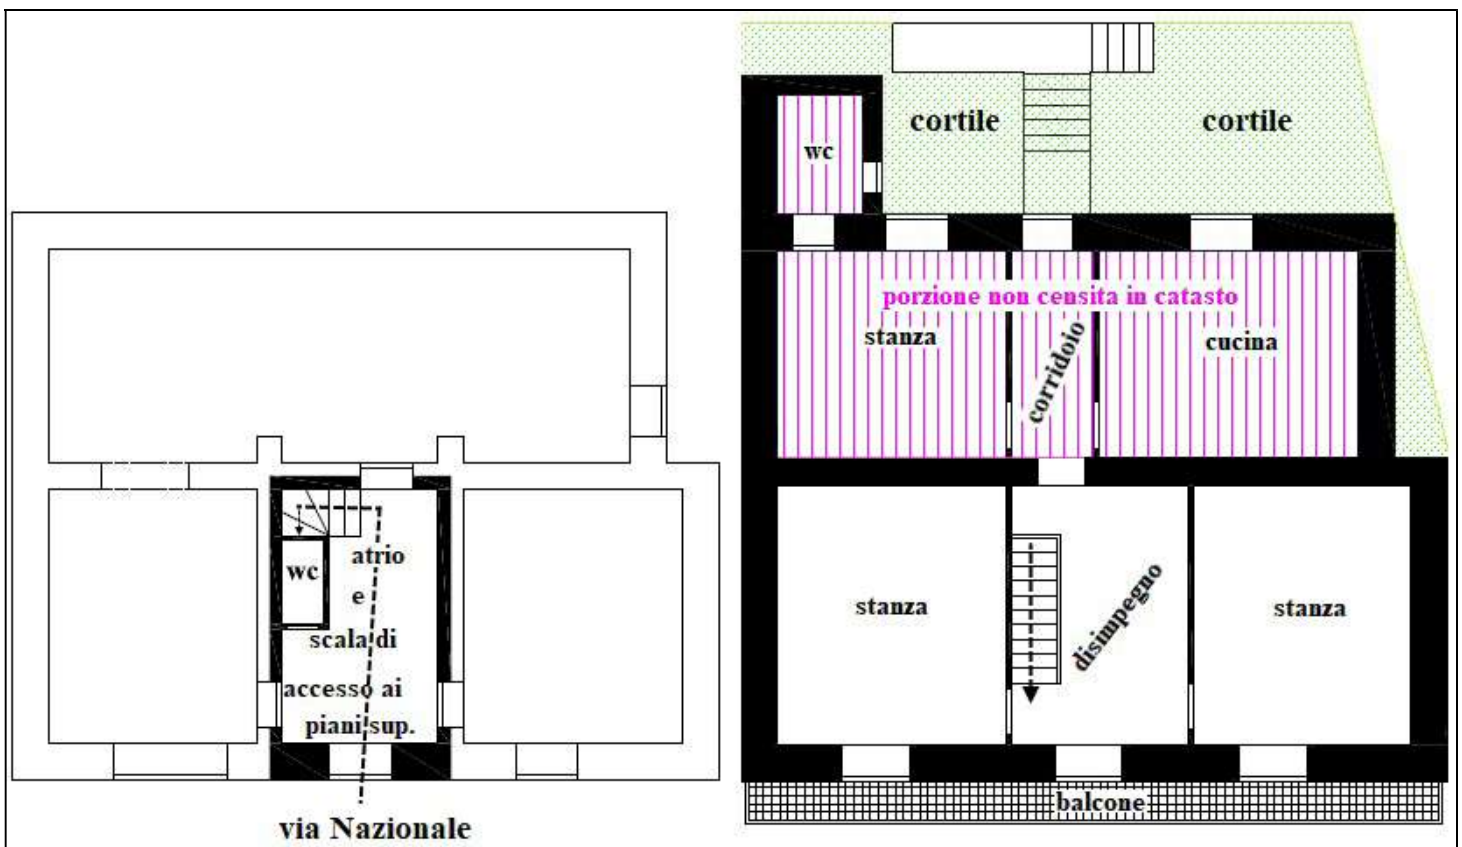 wc
atrio
e
scala di
accesso ai
piani sup.
via Nazionale
cortile
cortile
wc
porzione non censita in catasto
stanza
corridoio
cucina
stanza
disimpegno
stanza
balcone